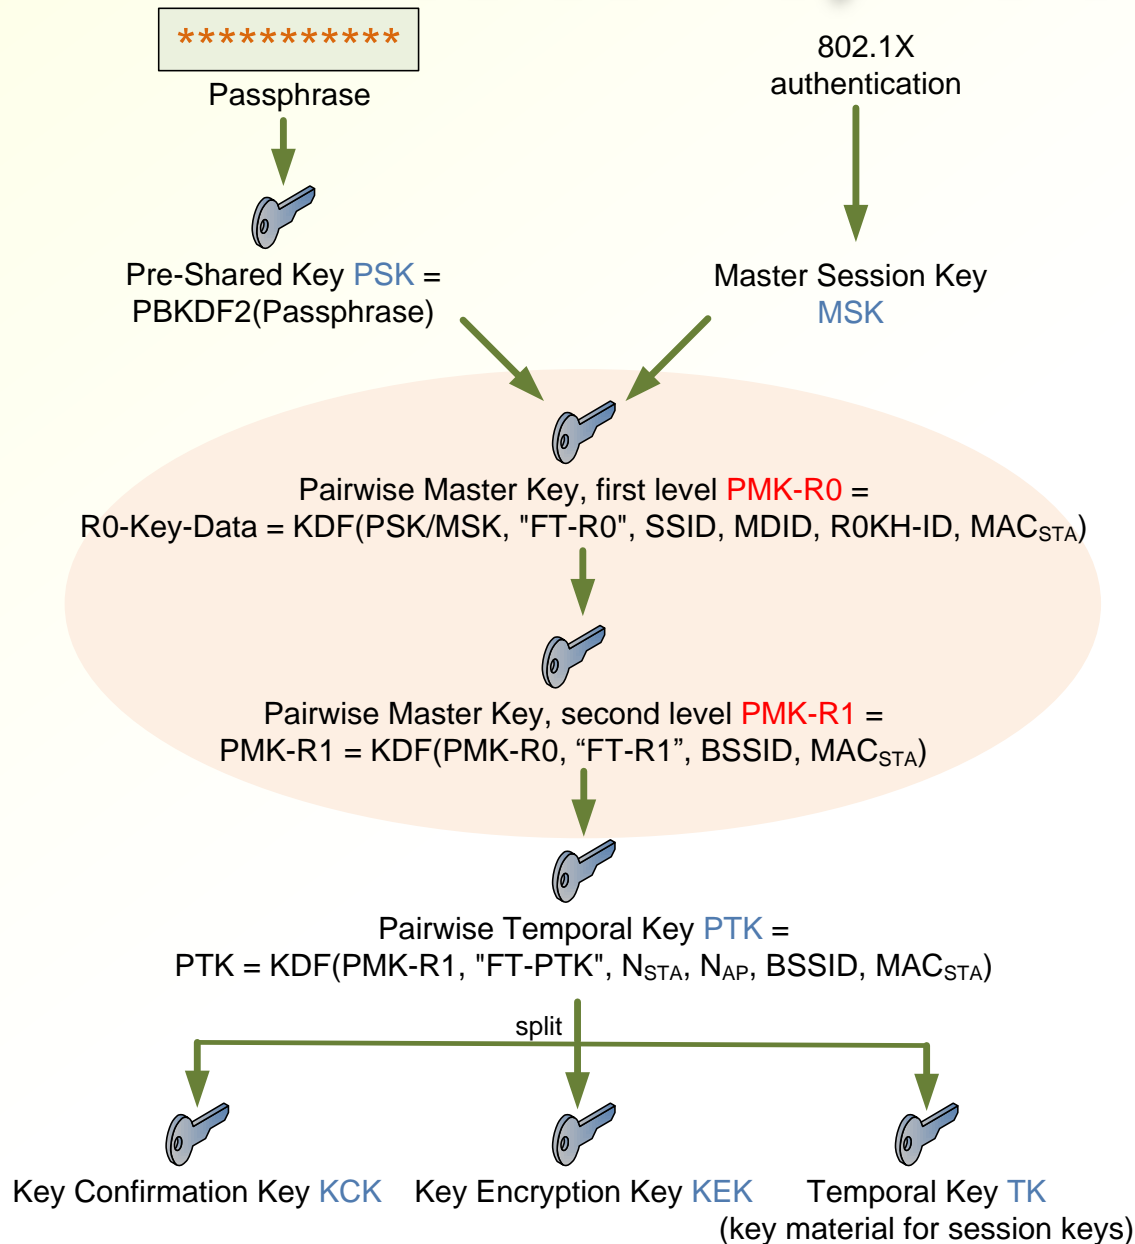 ***********
Passphrase
802.1X
authentication
Pre-Shared Key PSK =
PBKDF2(Passphrase)
Master Session Key
MSK
Pairwise Master Key, first level PMK-R0 =
R0-Key-Data = KDF(PSK/MSK, "FT-R0", SSID, MDID, R0KH-ID, MACSTA)
Pairwise Master Key, second level PMK-R1 =
PMK-R1 = KDF(PMK-R0, “FT-R1”, BSSID, MACSTA)
Pairwise Temporal Key PTK =
PTK = KDF(PMK-R1, "FT-PTK", NSTA, NAP, BSSID, MACSTA)
split
Key Confirmation Key KCK
Key Encryption Key KEK
Temporal Key TK
(key material for session keys)